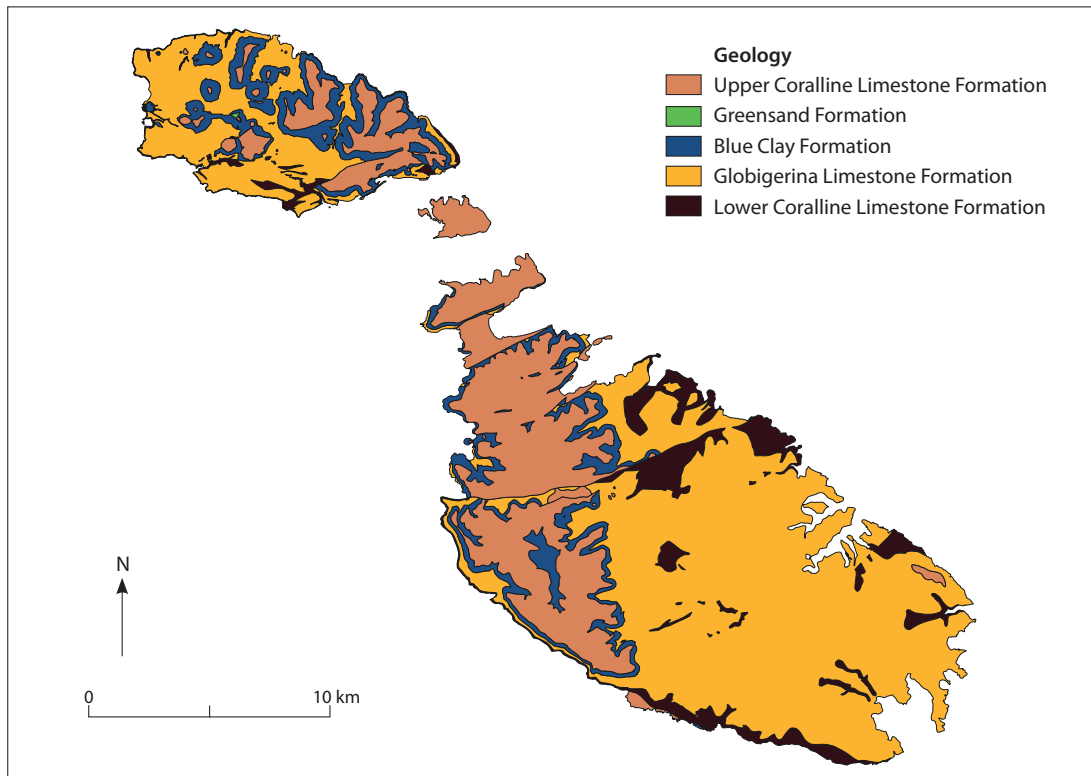 Geology
Upper Coralline Limestone Formation
Greensand Formation
Blue Clay Formation
Globigerina Limestone Formation
Lower Coralline Limestone Formation
N
0 10 km